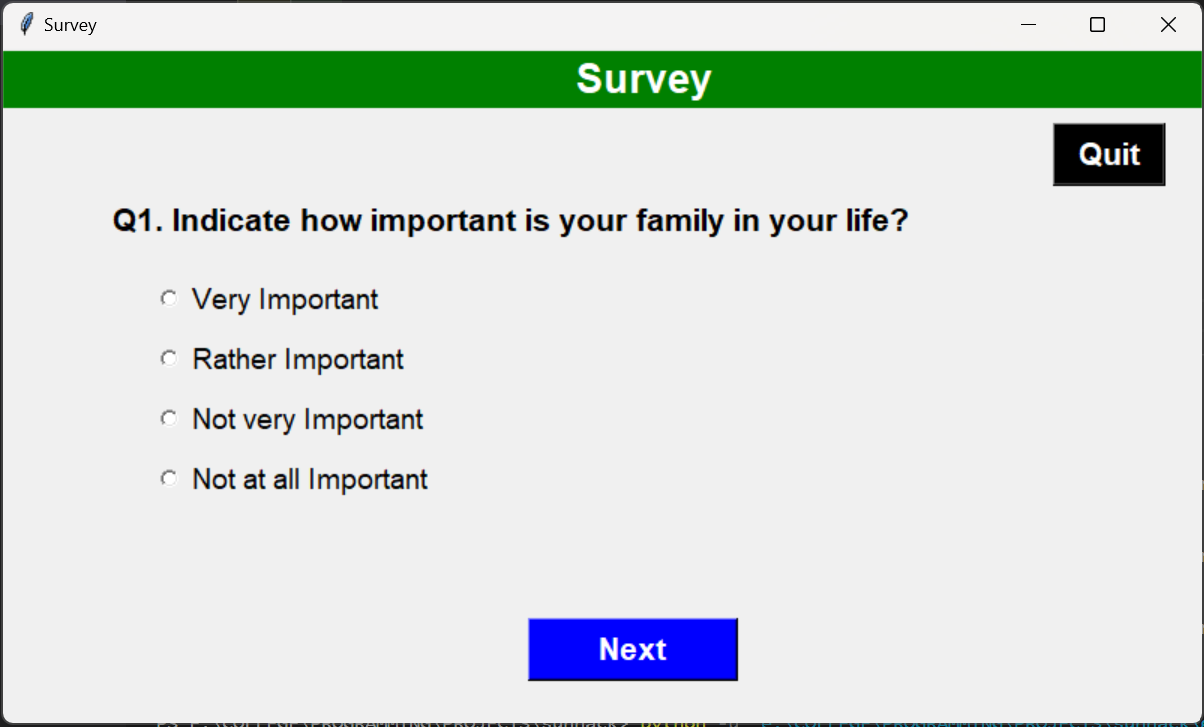 Survey
Survey
Quit
Q1. Indicate how important is your family in your life?
Very Important
Rather Important
Not very Important
Not at all Important
Next